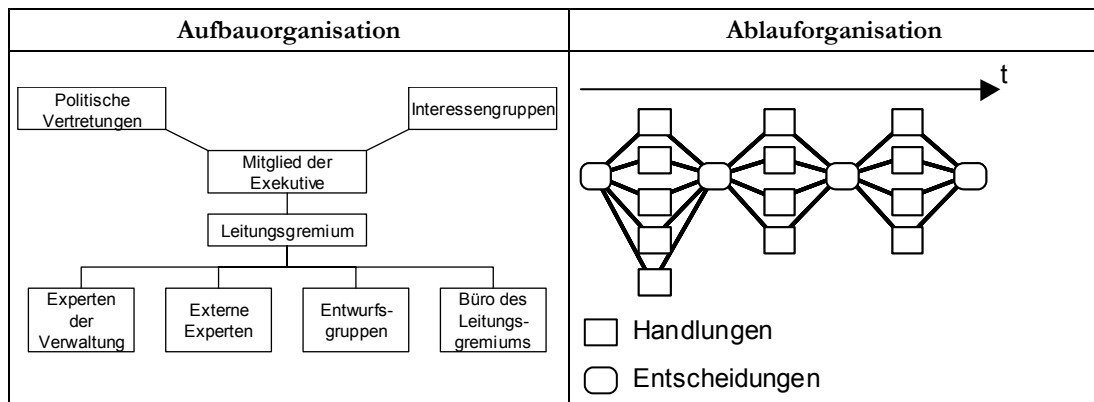 Aufbauorganisation
Ablauforganisation
Politische
Vertretungen
Interessengruppen
Mitglied der
Exekutive
Leitungsgremium
Experten
der
Verwaltung
Externe
Experten
Entwurfs-
gruppen
Büro des
Leitungs-
gremiums
t
Handlungen
Entscheidungen